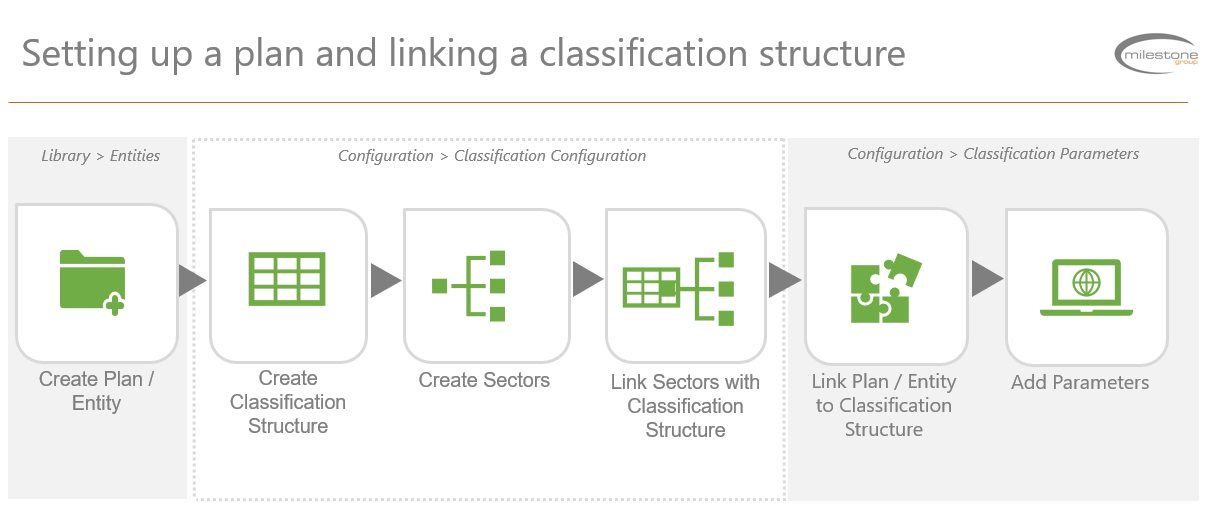 Setting up a plan and linking a classification structure
milestone
group
Library > Entities
Configuration > Classification Configuration
Configuration > Classification Parameters
Create Plan /
Entity
Create
Classification
Structure
Create Sectors
Link Sectors with
Classification
Structure
Link Plan / Entity
to Classification
Structure
Add Parameters